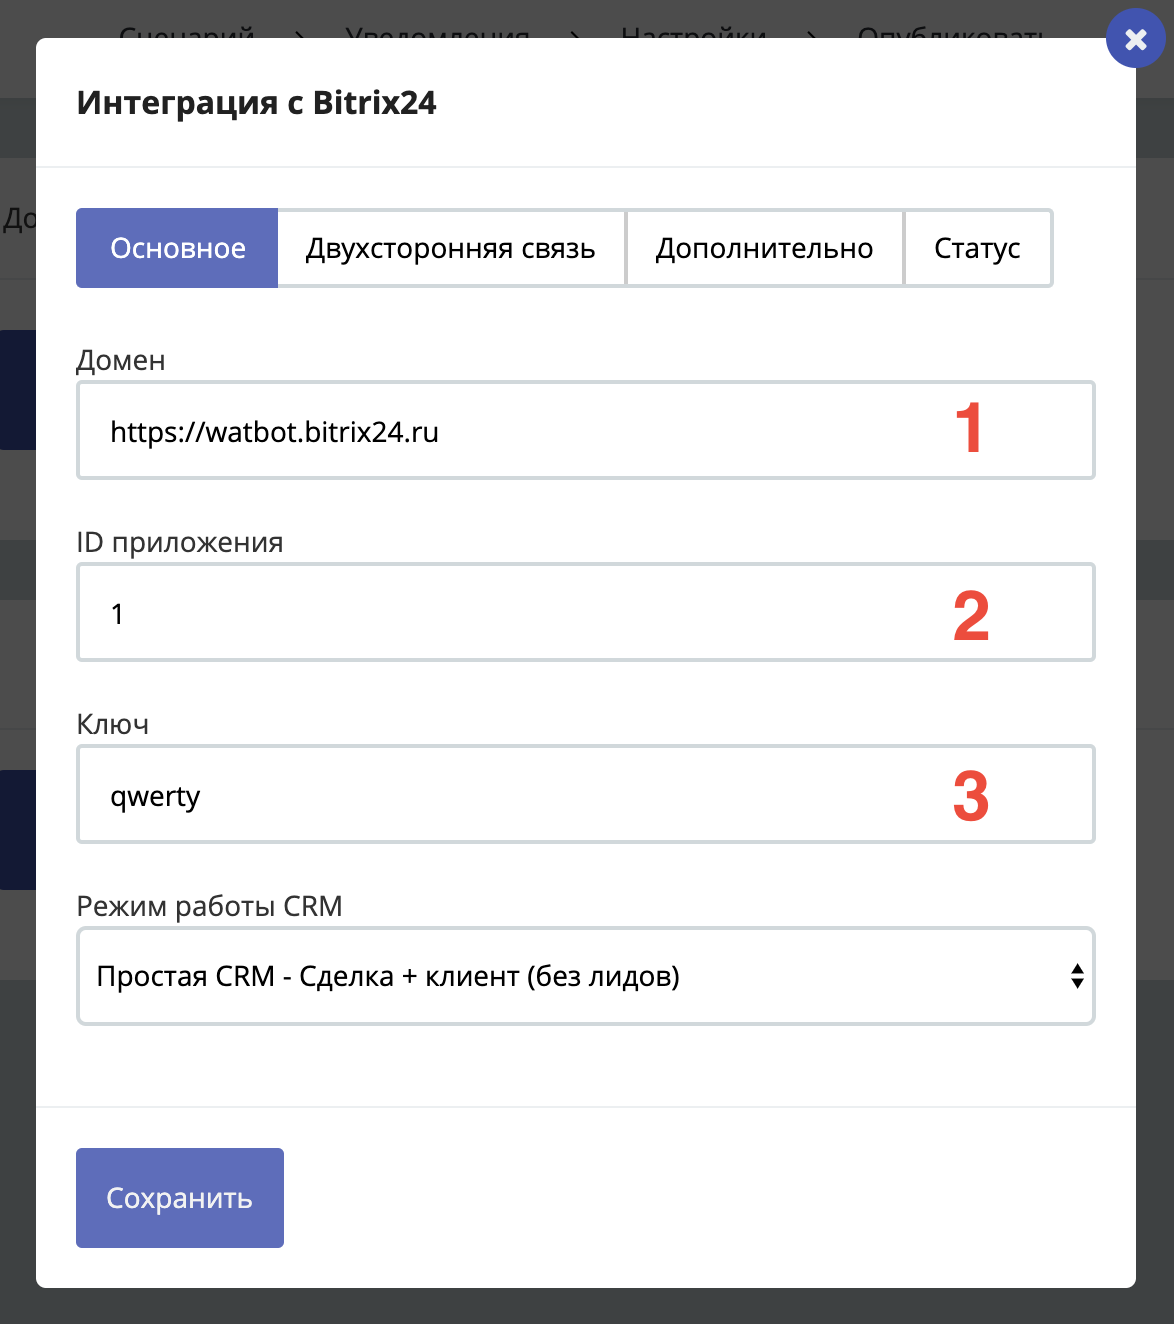 Сценарий > Уведомления > Настройки > Опубликовать
Интеграция с Bitrix24
До
Основное Двухсторонняя связь Дополнительно Статус
Домен
https://watbot.bitrix24.ru 1
ID приложения
1 2
Ключ
qwerty 3
Режим работы CRM
Простая CRM - Сделка + клиент (без лидов)
Сохранить